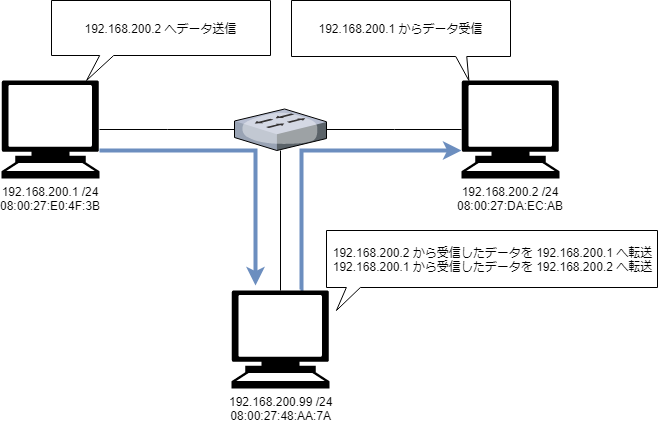 192.168.200.2 へデータ送信
192.168.200.1 からデータ受信
192.168.200.1 /24
08:00:27:E0:4F:3B
192.168.200.2 /24
08:00:27:DA:EC:AB
192.168.200.2 から受信したデータを 192.168.200.1 へ転送
192.168.200.1 から受信したデータを 192.168.200.2 へ転送
192.168.200.99 /24
08:00:27:48:AA:7A